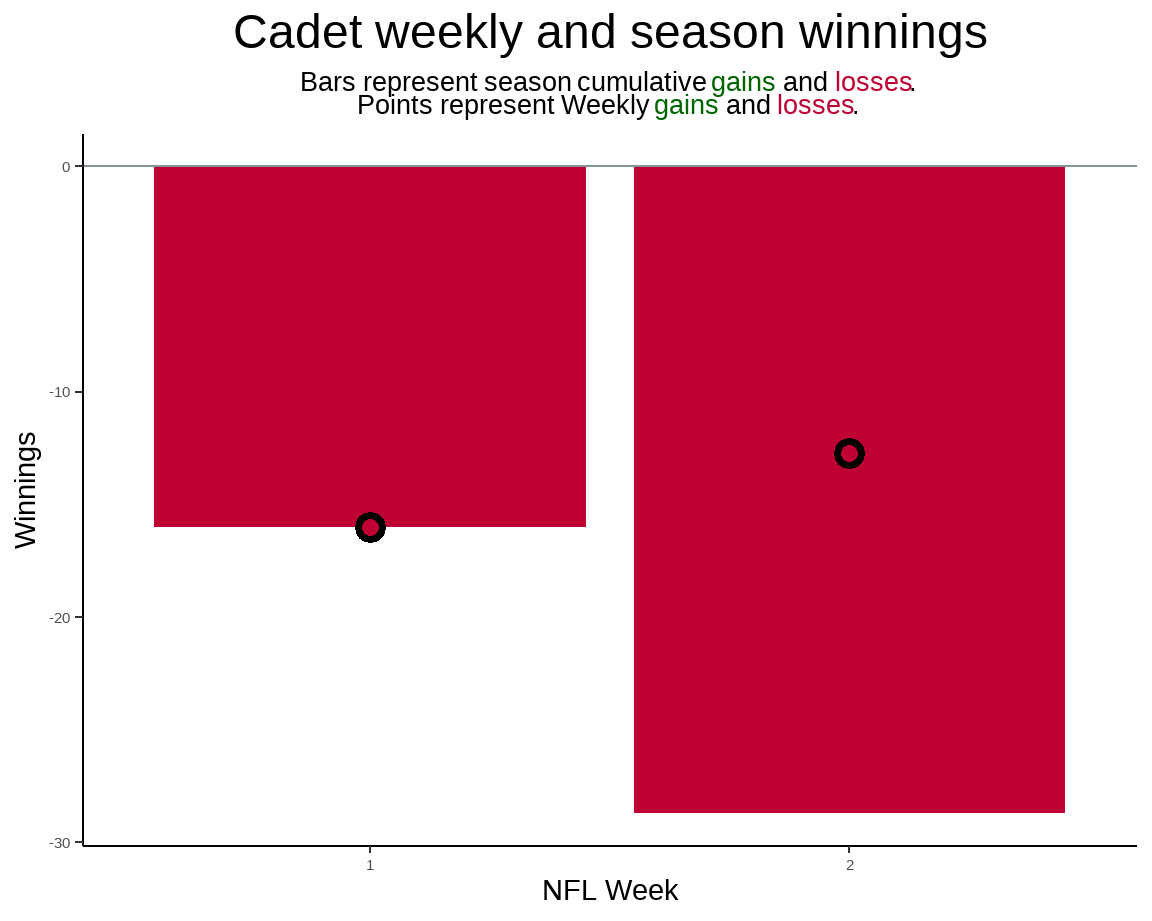 Cadet weekly and season winnings
Bars represent season cumulative gains and losses.
Points represent Weekly gains and losses.
0
-10
-20
-30
Winnings
1 2
NFL Week